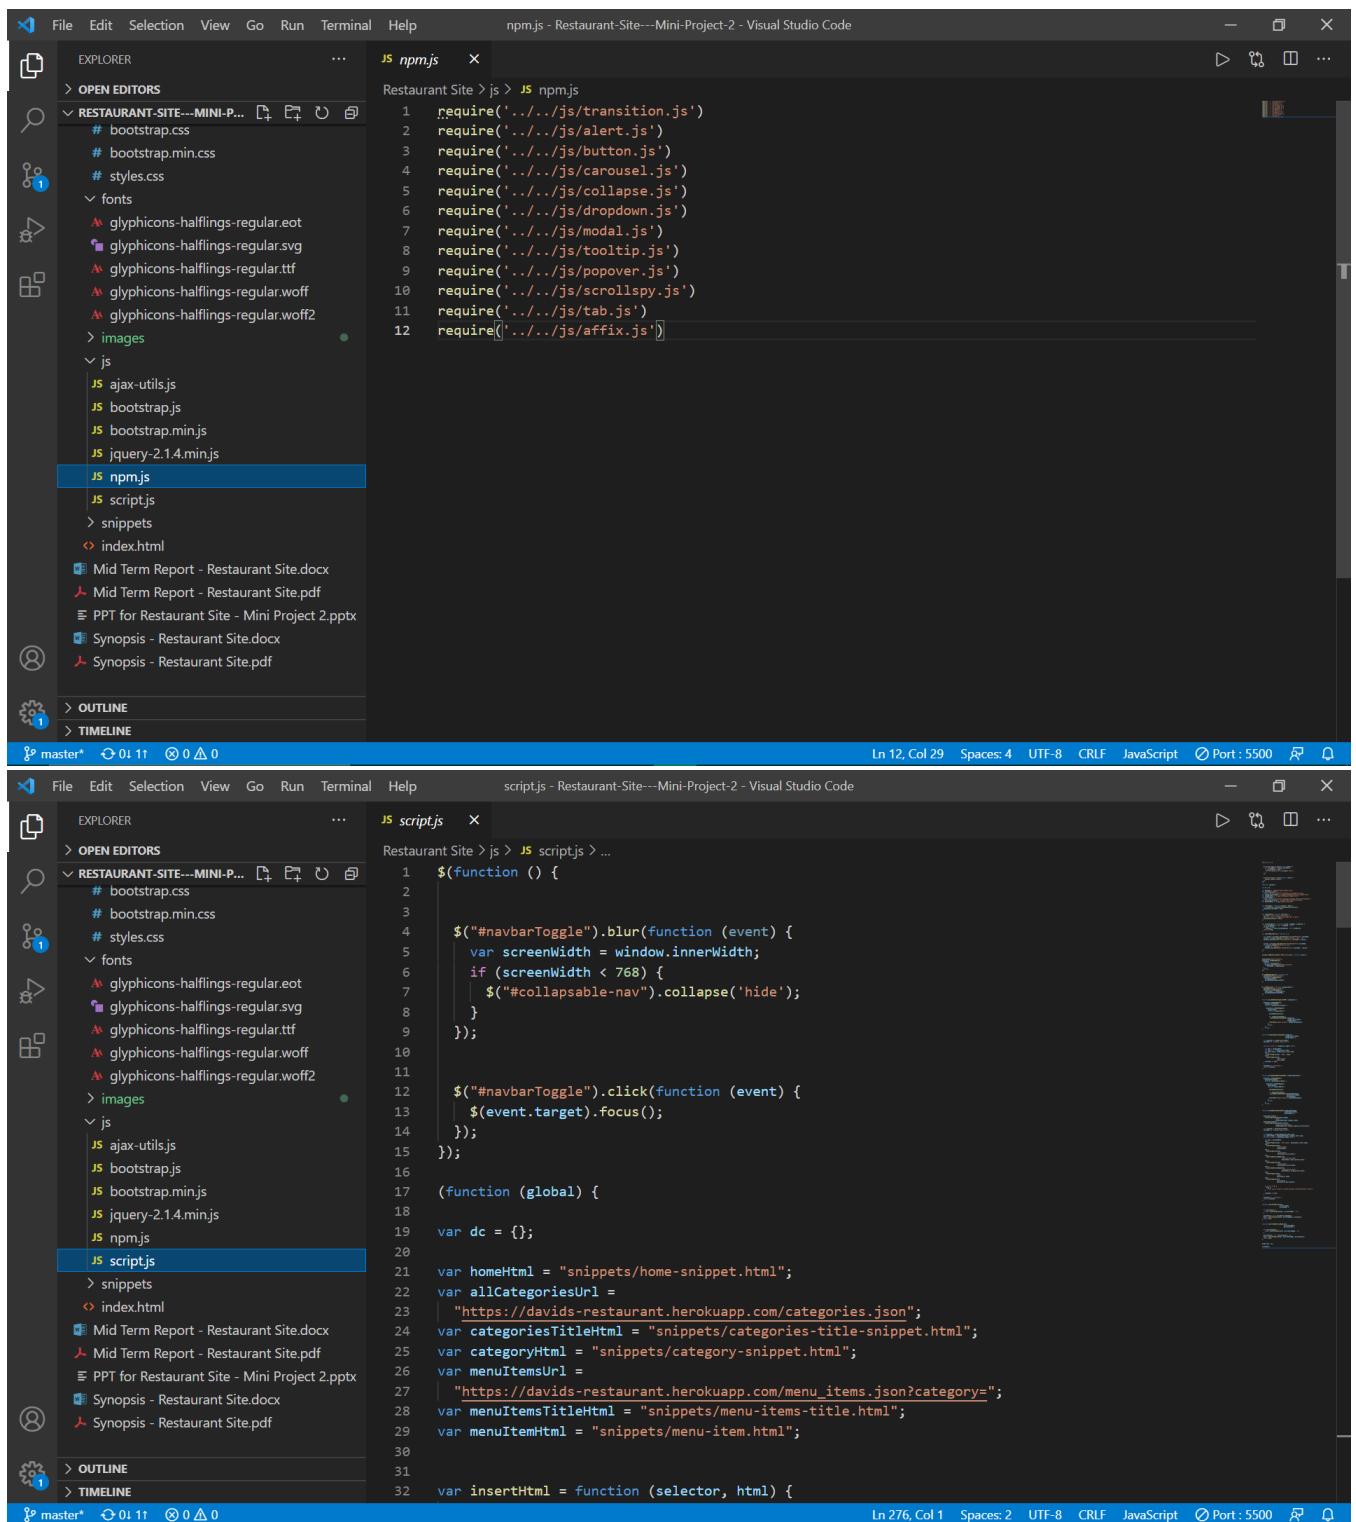 File Edit Selection View Go Run Terminal Help npm.js - Restaurant-Site---Mini-Project-2 - Visual Studio Code
EXPLORER
JS npm.js
OPEN EDITORS
Restaurant Site > js > JS npm.js
RESTAURANT-SITE---MINI-P...
# bootstrap.css
# bootstrap.min.css
# styles.css
fonts
glyphicons-halflings-regular.eot
glyphicons-halflings-regular.svg
glyphicons-halflings-regular.ttf
glyphicons-halflings-regular.woff
glyphicons-halflings-regular.woff2
images
js
JS ajax-utils.js
JS bootstrap.js
JS bootstrap.min.js
JS jquery-2.1.4.min.js
JS npm.js
JS script.js
snippets
index.html
Mid Term Report - Restaurant Site.docx
Mid Term Report - Restaurant Site.pdf
PPT for Restaurant Site - Mini Project 2.pptx
Synopsis - Restaurant Site.docx
Synopsis - Restaurant Site.pdf
OUTLINE
TIMELINE
1 require('../../js/transition.js')
2 require('../../js/alert.js')
3 require('../../js/button.js')
4 require('../../js/carousel.js')
5 require('../../js/collapse.js')
6 require('../../js/dropdown.js')
7 require('../../js/modal.js')
8 require('../../js/tooltip.js')
9 require('../../js/popover.js')
10 require('../../js/scrollspy.js')
11 require('../../js/tab.js')
12 require('../../js/affix.js')
1
1
master* 0↓ 1↑ 0 0 Ln 12, Col 29 Spaces: 4 UTF-8 CRLF JavaScript Port : 5500
File Edit Selection View Go Run Terminal Help script.js - Restaurant-Site---Mini-Project-2 - Visual Studio Code
EXPLORER
JS script.js
OPEN EDITORS
Restaurant Site > js > JS script.js > ...
RESTAURANT-SITE---MINI-P...
# bootstrap.css
# bootstrap.min.css
# styles.css
fonts
glyphicons-halflings-regular.eot
glyphicons-halflings-regular.svg
glyphicons-halflings-regular.ttf
glyphicons-halflings-regular.woff
glyphicons-halflings-regular.woff2
images
js
JS ajax-utils.js
JS bootstrap.js
JS bootstrap.min.js
JS jquery-2.1.4.min.js
JS npm.js
JS script.js
snippets
index.html
Mid Term Report - Restaurant Site.docx
Mid Term Report - Restaurant Site.pdf
PPT for Restaurant Site - Mini Project 2.pptx
Synopsis - Restaurant Site.docx
Synopsis - Restaurant Site.pdf
OUTLINE
TIMELINE
1 $(function () {
2
3
4 $("#navbarToggle").blur(function (event) {
5 var screenWidth = window.innerWidth;
6 if (screenWidth < 768) {
7 $("#collapsable-nav").collapse('hide');
8 }
9 });
10
11
12 $("#navbarToggle").click(function (event) {
13 $(event.target).focus();
14 });
15 });
16
17 (function (global) {
18
19 var dc = {};
20
21 var homeHtml = "snippets/home-snippet.html";
22 var allCategoriesUrl =
23 "https://davids-restaurant.herokuapp.com/categories.json";
24 var categoriesTitleHtml = "snippets/categories-title-snippet.html";
25 var categoryHtml = "snippets/category-snippet.html";
26 var menuItemsUrl =
27 "https://davids-restaurant.herokuapp.com/menu_items.json?category=";
28 var menuItemsTitleHtml = "snippets/menu-items-title.html";
29 var menuItemHtml = "snippets/menu-item.html";
30
31
32 var insertHtml = function (selector, html) {
1
1
master* 0↓ 1↑ 0 0 Ln 276, Col 1 Spaces: 2 UTF-8 CRLF JavaScript Port : 5500